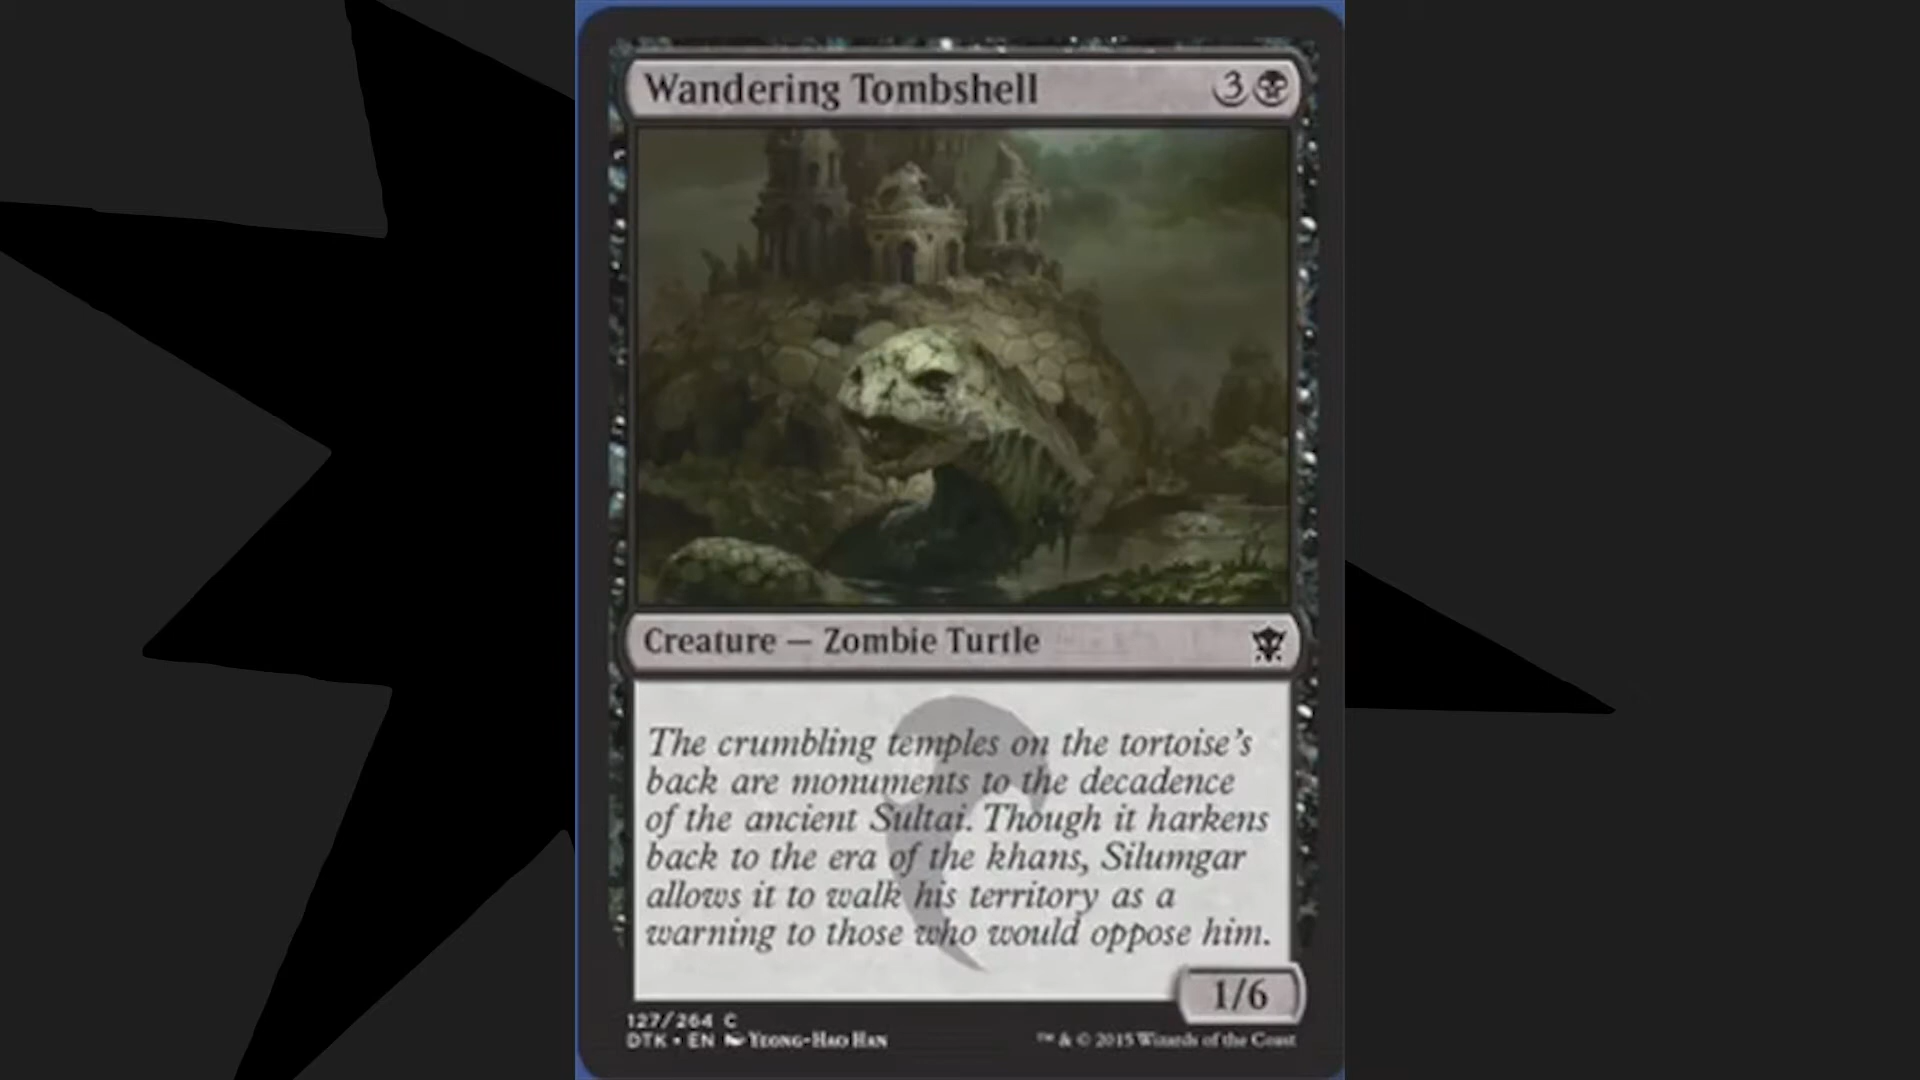 Wandering Tombshell 3
Creature — Zombie Turtle
The crumbling temples on the tortoise's
back are monuments to the decadence
of the ancient Sultai. Though it harkens
back to the era of the khans, Silumgar
allows it to walk his territory as a
warning to those who would oppose him.
1/6
127/264 C
DTK • EN Yeong-Hao Han
™ & © 2015 Wizards of the Coast